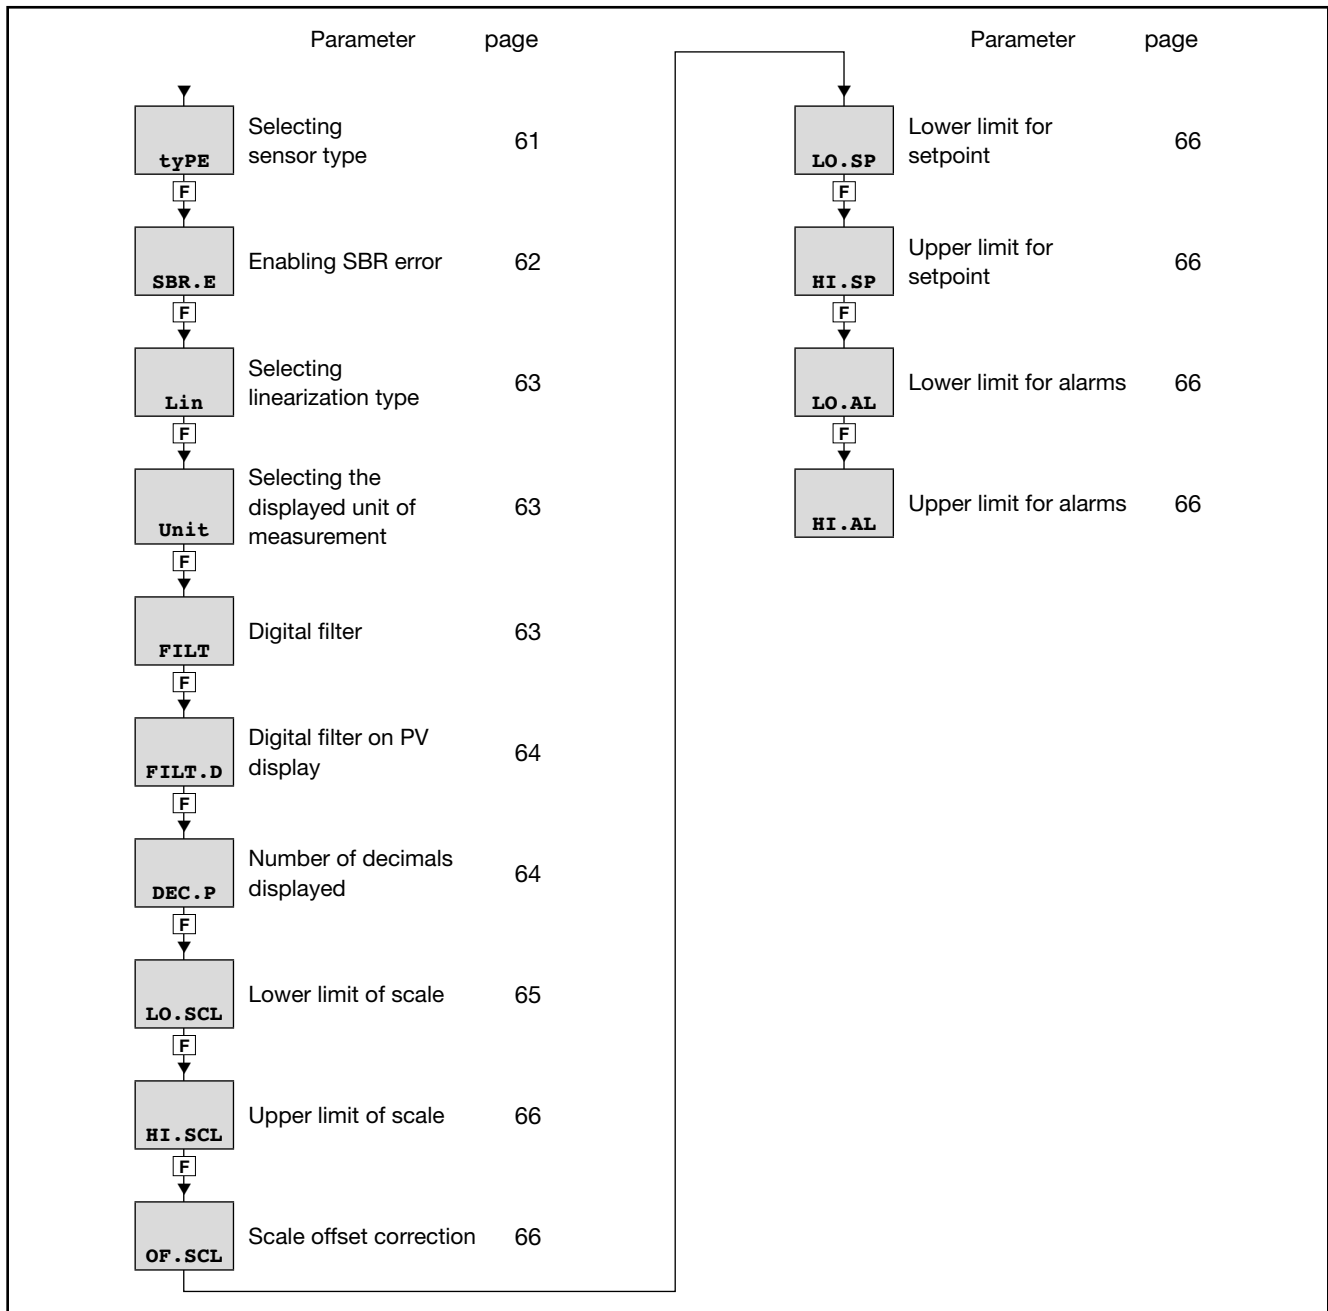 Parameter page
tyPE
Selecting
sensor type
61
F
SBR.E
Enabling SBR error
62
F
Lin
Selecting
linearization type
63
F
Unit
Selecting the
displayed unit of
measurement
63
F
FILT
Digital filter
63
F
FILT.D
Digital filter on PV
display
64
F
DEC.P
Number of decimals
displayed
64
F
LO.SCL
Lower limit of scale
65
F
HI.SCL
Upper limit of scale
66
F
OF.SCL
Scale offset correction
66
Parameter page
LO.SP
Lower limit for
setpoint
66
F
HI.SP
Upper limit for
setpoint
66
F
LO.AL
Lower limit for alarms
66
F
HI.AL
Upper limit for alarms
66